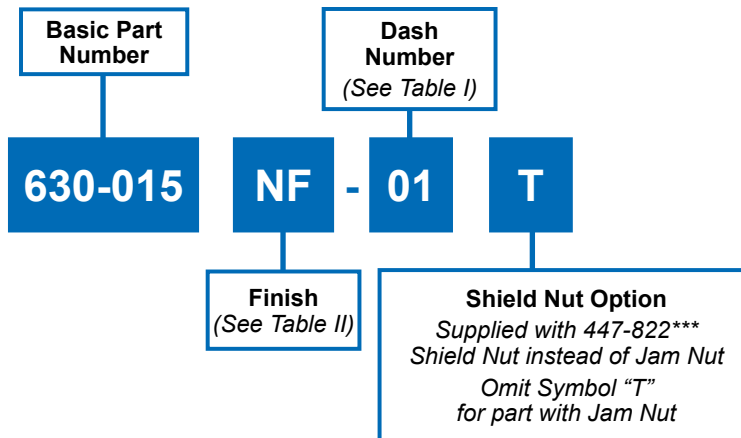 Basic Part
Number
Dash
Number
(See Table I)
630-015
NF
-
01
T
Finish
(See Table II)
Shield Nut Option
Supplied with 447-822***
Shield Nut instead of Jam Nut
Omit Symbol “T”
for part with Jam Nut